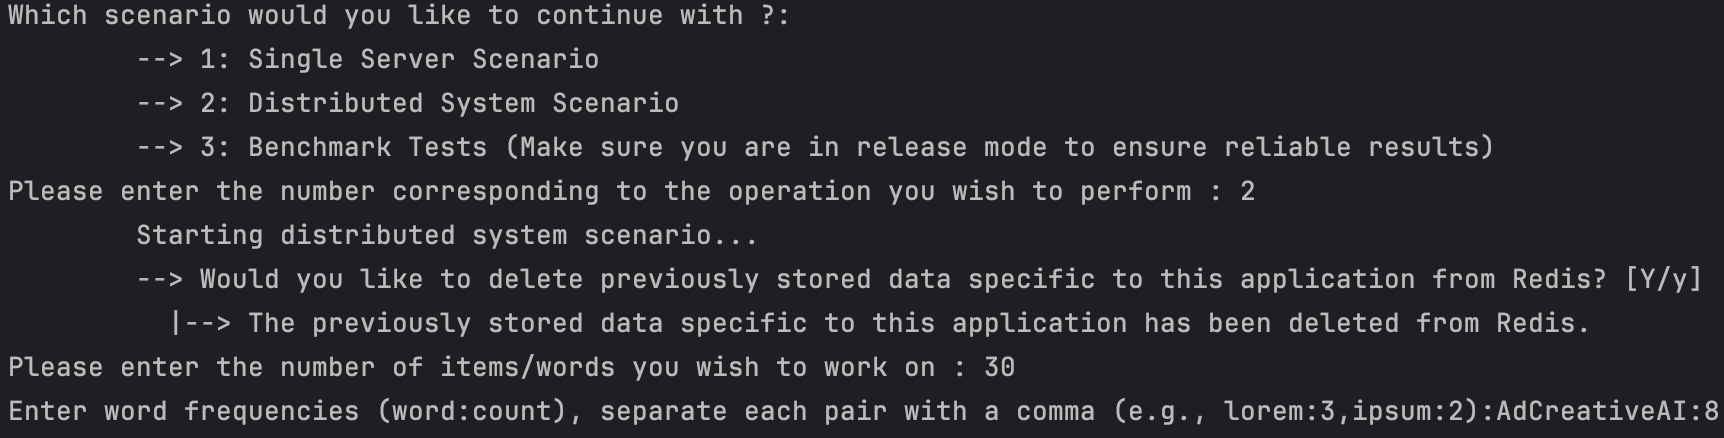 Which scenario would you like to continue with ?:
--> 1: Single Server Scenario
--> 2: Distributed System Scenario
--> 3: Benchmark Tests (Make sure you are in release mode to ensure reliable results)
Please enter the number corresponding to the operation you wish to perform : 2
Starting distributed system scenario...
--> Would you like to delete previously stored data specific to this application from Redis? [Y/y]
|--> The previously stored data specific to this application has been deleted from Redis.
Please enter the number of items/words you wish to work on : 30
Enter word frequencies (word:count), separate each pair with a comma (e.g., lorem:3,ipsum:2):AdCreativeAI:8